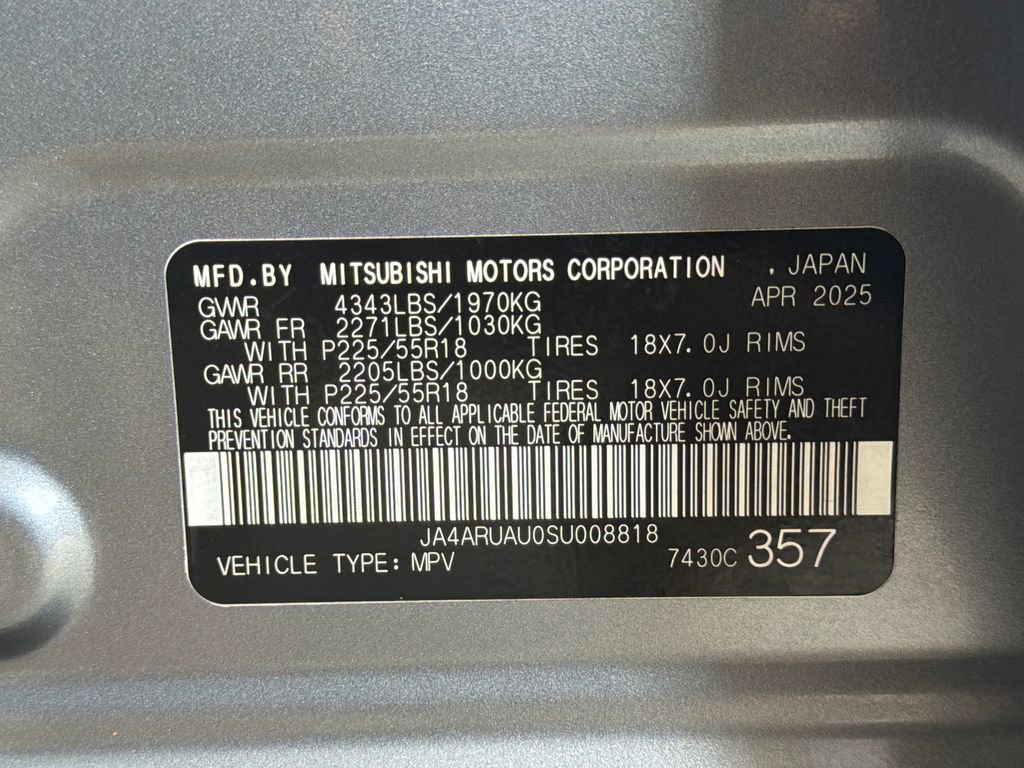 MFD.BY MITSUBISHI MOTORS CORPORATION . JAPAN
APR 2025
GVWR 4343LBS/1970KG
GAWR FR 2271LBS/1030KG
WITH P225/55R18 TIRES 18X7.0J RIMS
GAWR RR 2205LBS/1000KG
WITH P225/55R18 TIRES 18X7.0J RIMS
THIS VEHICLE CONFORMS TO ALL APPLICABLE FEDERAL MOTOR VEHICLE SAFETY AND THEFT
PREVENTION STANDARDS IN EFFECT ON THE DATE OF MANUFACTURE SHOWN ABOVE.
JA4ARUAU0SU008818
VEHICLE TYPE: MPV 7430C 357